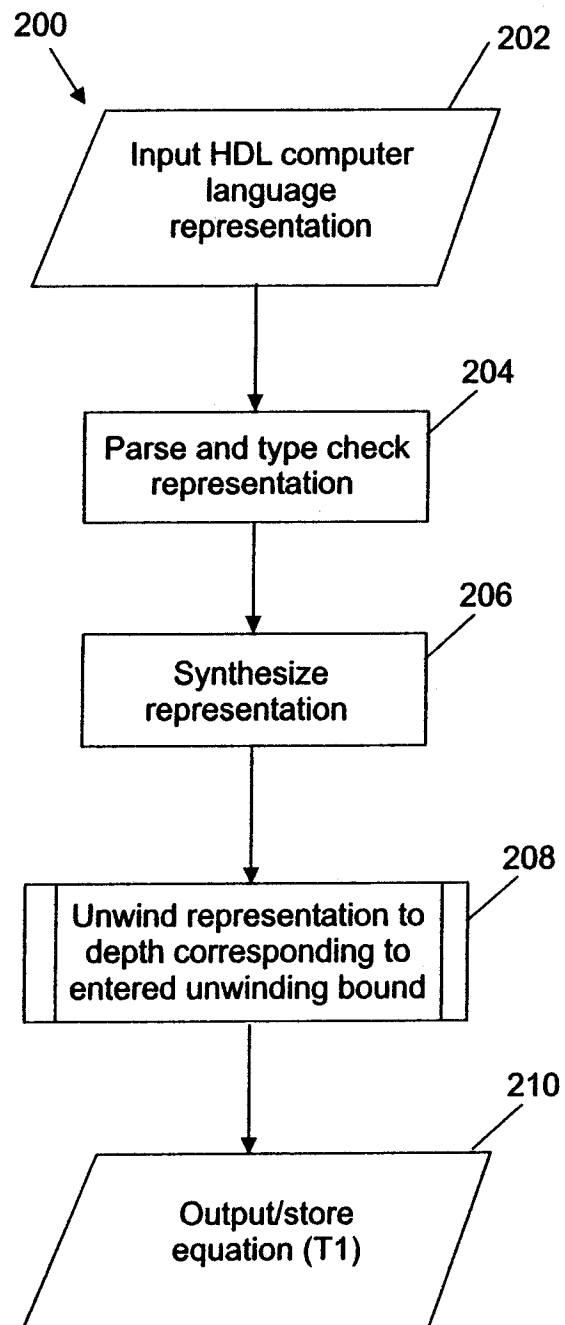 200
202
Input HDL computer
language
representation
204
Parse and type check
representation
206
Synthesize
representation
208
Unwind representation to
depth corresponding to
entered unwinding bound
210
Output/store
equation (T1)